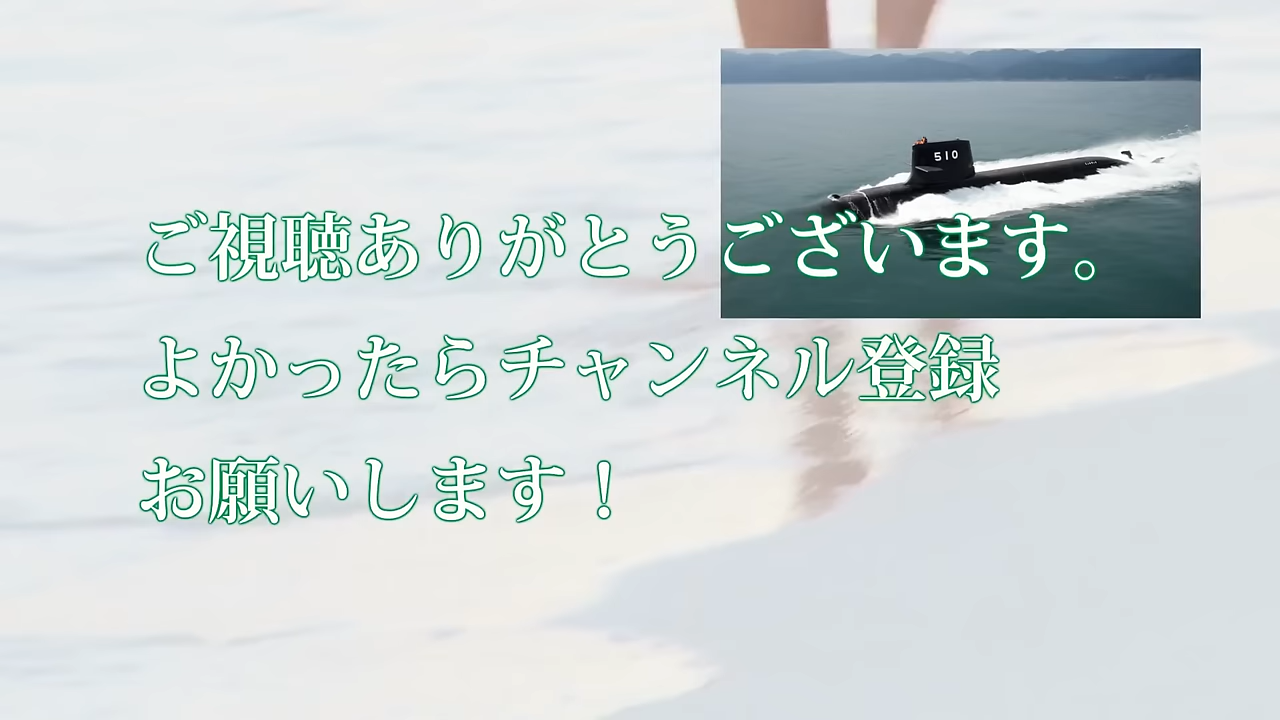 510
ご視聴ありがとうございます。
よかったらチャンネル登録
お願いします！